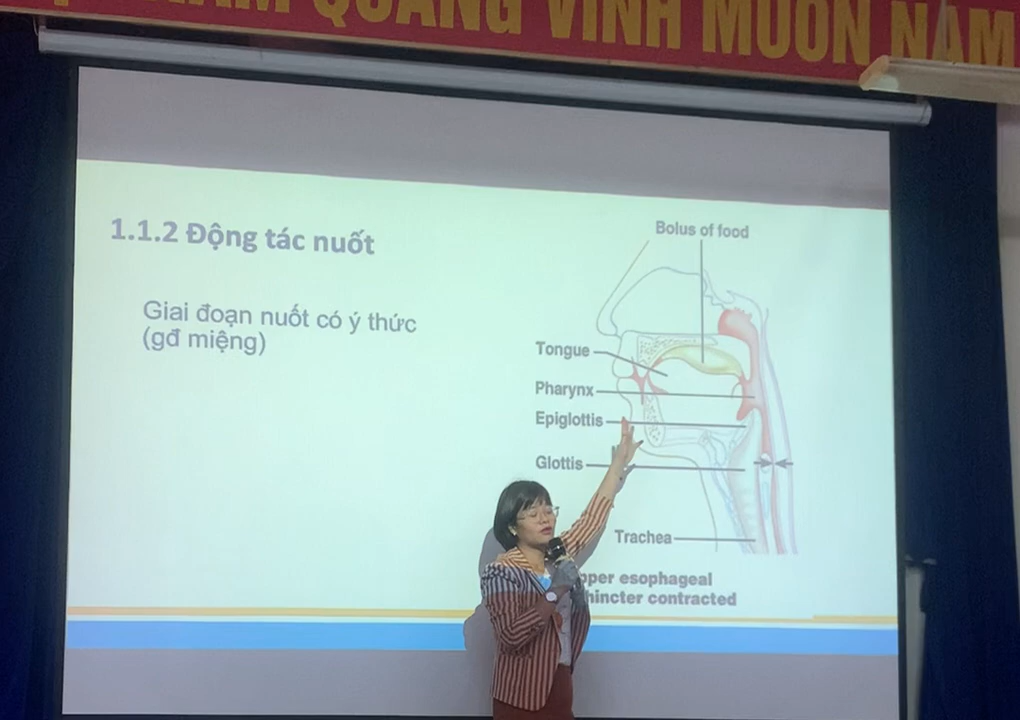 QUANG VINH MUÔN NĂM
1.1.2 Động tác nuốt
Giai đoạn nuốt có ý thức
(gđ miệng)
Bolus of food
Tongue
Pharynx
Epiglottis
Glottis
Trachea
esophageal
contracted